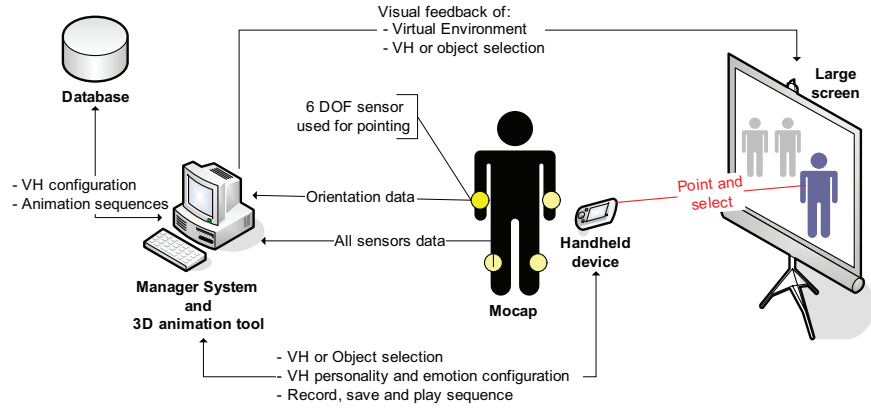 Visual feedback of:
- Virtual Environment
- VH or object selection
Database
6 DOF sensor
used for pointing
Large
screen
- VH configuration
- Animation sequences
Orientation data
Point and
select
All sensors data
Handheld
device
Manager System
and
3D animation tool
Mocap
- VH or Object selection
- VH personality and emotion configuration
- Record, save and play sequence